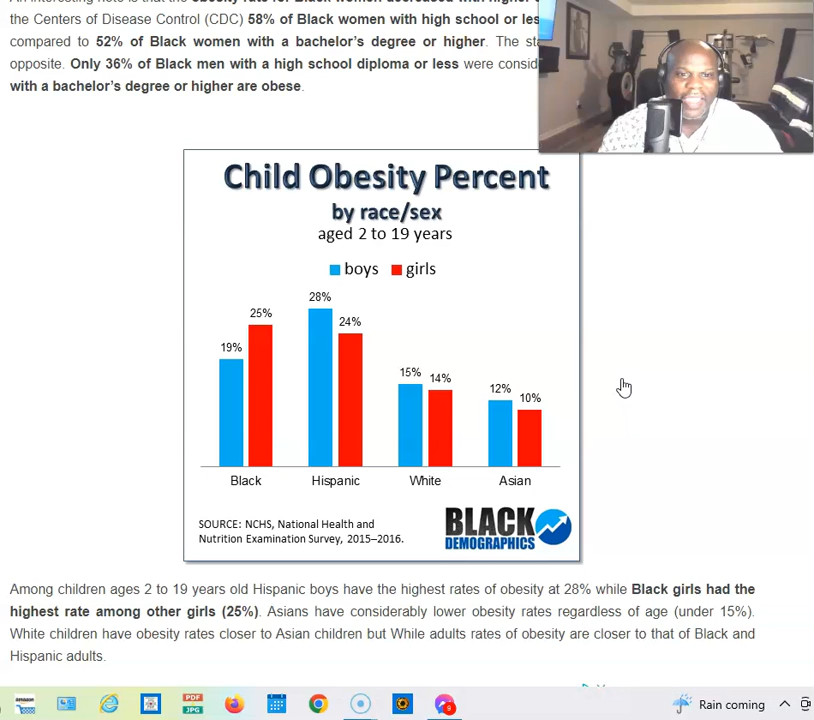 the Centers of Disease Control (CDC) 58% of Black women with high school or les
compared to 52% of Black women with a bachelor's degree or higher. The
opposite. Only 36% of Black men with a high school diploma or less were consid
with a bachelor's degree or higher are obese.
Child Obesity Percent
by race/sex
aged 2 to 19 years
boys girls
28%
25% 24%
19%
15% 14%
12% 10%
Black Hispanic White Asian
SOURCE: NCHS, National Health and
Nutrition Examination Survey, 2015–2016.
BLACK
DEMOGRAPHICS
Among children ages 2 to 19 years old Hispanic boys have the highest rates of obesity at 28% while Black girls had the
highest rate among other girls (25%). Asians have considerably lower obesity rates regardless of age (under 15%).
White children have obesity rates closer to Asian children but While adults rates of obesity are closer to that of Black and
Hispanic adults.
PDF
JPG
9
Rain coming